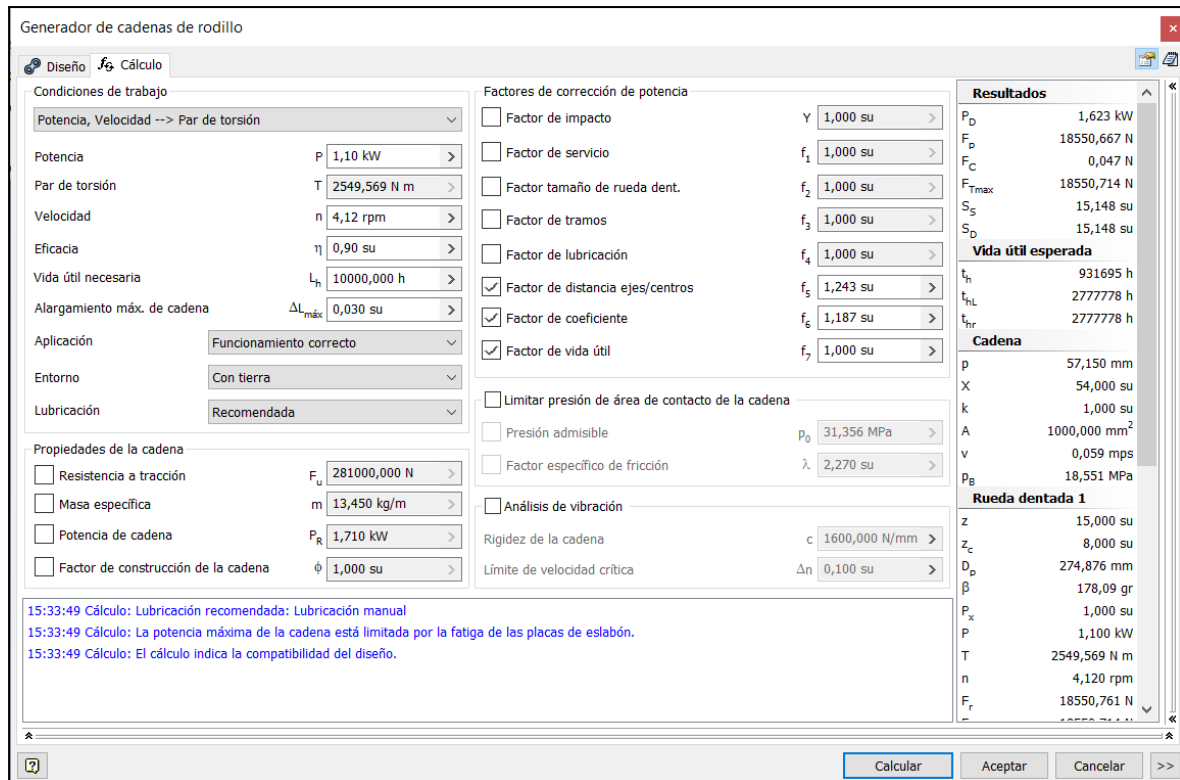 Generador de cadenas de rodillo
Diseño
Cálculo
Condiciones de trabajo
Potencia, Velocidad --> Par de torsión
Potencia P 1,10 kW
Par de torsión T 2549,569 N m
Velocidad n 4,12 rpm
Eficacia η 0,90 su
Vida útil necesaria Lh 10000,000 h
Alargamiento máx. de cadena ΔLmáx 0,030 su
Aplicación Funcionamiento correcto
Entorno Con tierra
Lubricación Recomendada
Propiedades de la cadena
Resistencia a tracción Fu 281000,000 N
Masa específica m 13,450 kg/m
Potencia de cadena PR 1,710 kW
Factor de construcción de la cadena ϕ 1,000 su
Factores de corrección de potencia
Factor de impacto Y 1,000 su
Factor de servicio f1 1,000 su
Factor tamaño de rueda dent. f2 1,000 su
Factor de tramos f3 1,000 su
Factor de lubricación f4 1,000 su
Factor de distancia ejes/centros f5 1,243 su
Factor de coeficiente f6 1,187 su
Factor de vida útil f7 1,000 su
Limitar presión de área de contacto de la cadena
Presión admisible p0 31,356 MPa
Factor específico de fricción λ 2,270 su
Análisis de vibración
Rigidez de la cadena c 1600,000 N/mm
Límite de velocidad crítica Δn 0,100 su
Resultados
PD 1,623 kW
Fp 18550,667 N
FC 0,047 N
FTmax 18550,714 N
SS 15,148 su
SD 15,148 su
Vida útil esperada
th 931695 h
thL 2777778 h
thr 2777778 h
Cadena
p 57,150 mm
X 54,000 su
k 1,000 su
A 1000,000 mm2
v 0,059 mps
pB 18,551 MPa
Rueda dentada 1
z 15,000 su
zc 8,000 su
Dp 274,876 mm
β 178,09 gr
Px 1,000 su
P 1,100 kW
T 2549,569 N m
n 4,120 rpm
Fr 18550,761 N
15:33:49 Cálculo: Lubricación recomendada: Lubricación manual
15:33:49 Cálculo: La potencia máxima de la cadena está limitada por la fatiga de las placas de eslabón.
15:33:49 Cálculo: El cálculo indica la compatibilidad del diseño.
Calcular
Aceptar
Cancelar
>>